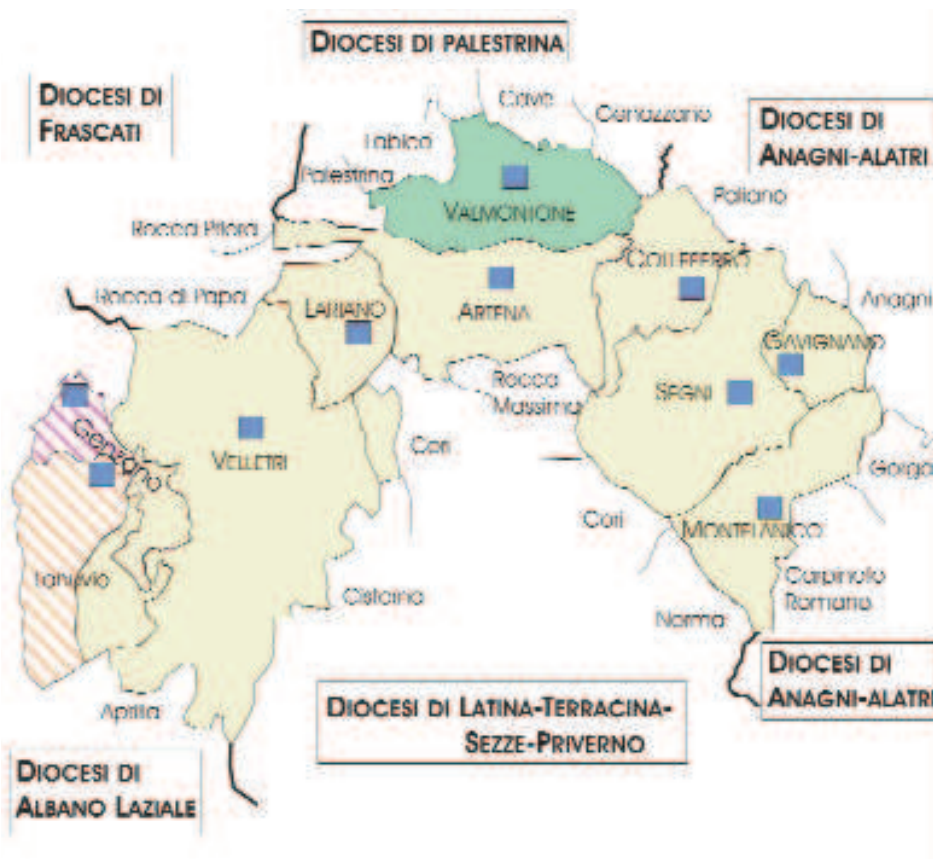 DIOCESI DI PALESTRINA
DIOCESI DI
FRASCATI
Cave
Genazzano
DIOCESI DI
ANAGNI-ALATRI
Labico
Palestrina
Paliano
VALMONTONE
Rocca Priora
COLLEFERRO
Rocca di Papa
Anagni
LARIANO
ARTENA
GAVIGNANO
Rocca
Massima
SEGNI
Genzano
Cori
VELLETRI
Gorga
Cori
MONTELANICO
Lanuvio
Carpineto
Romano
Cisterna
Norma
DIOCESI DI
ANAGNI-ALATRI
Aprilia
DIOCESI DI LATINA-TERRACINA-
SEZZE-PRIVERNO
DIOCESI DI
ALBANO LAZIALE